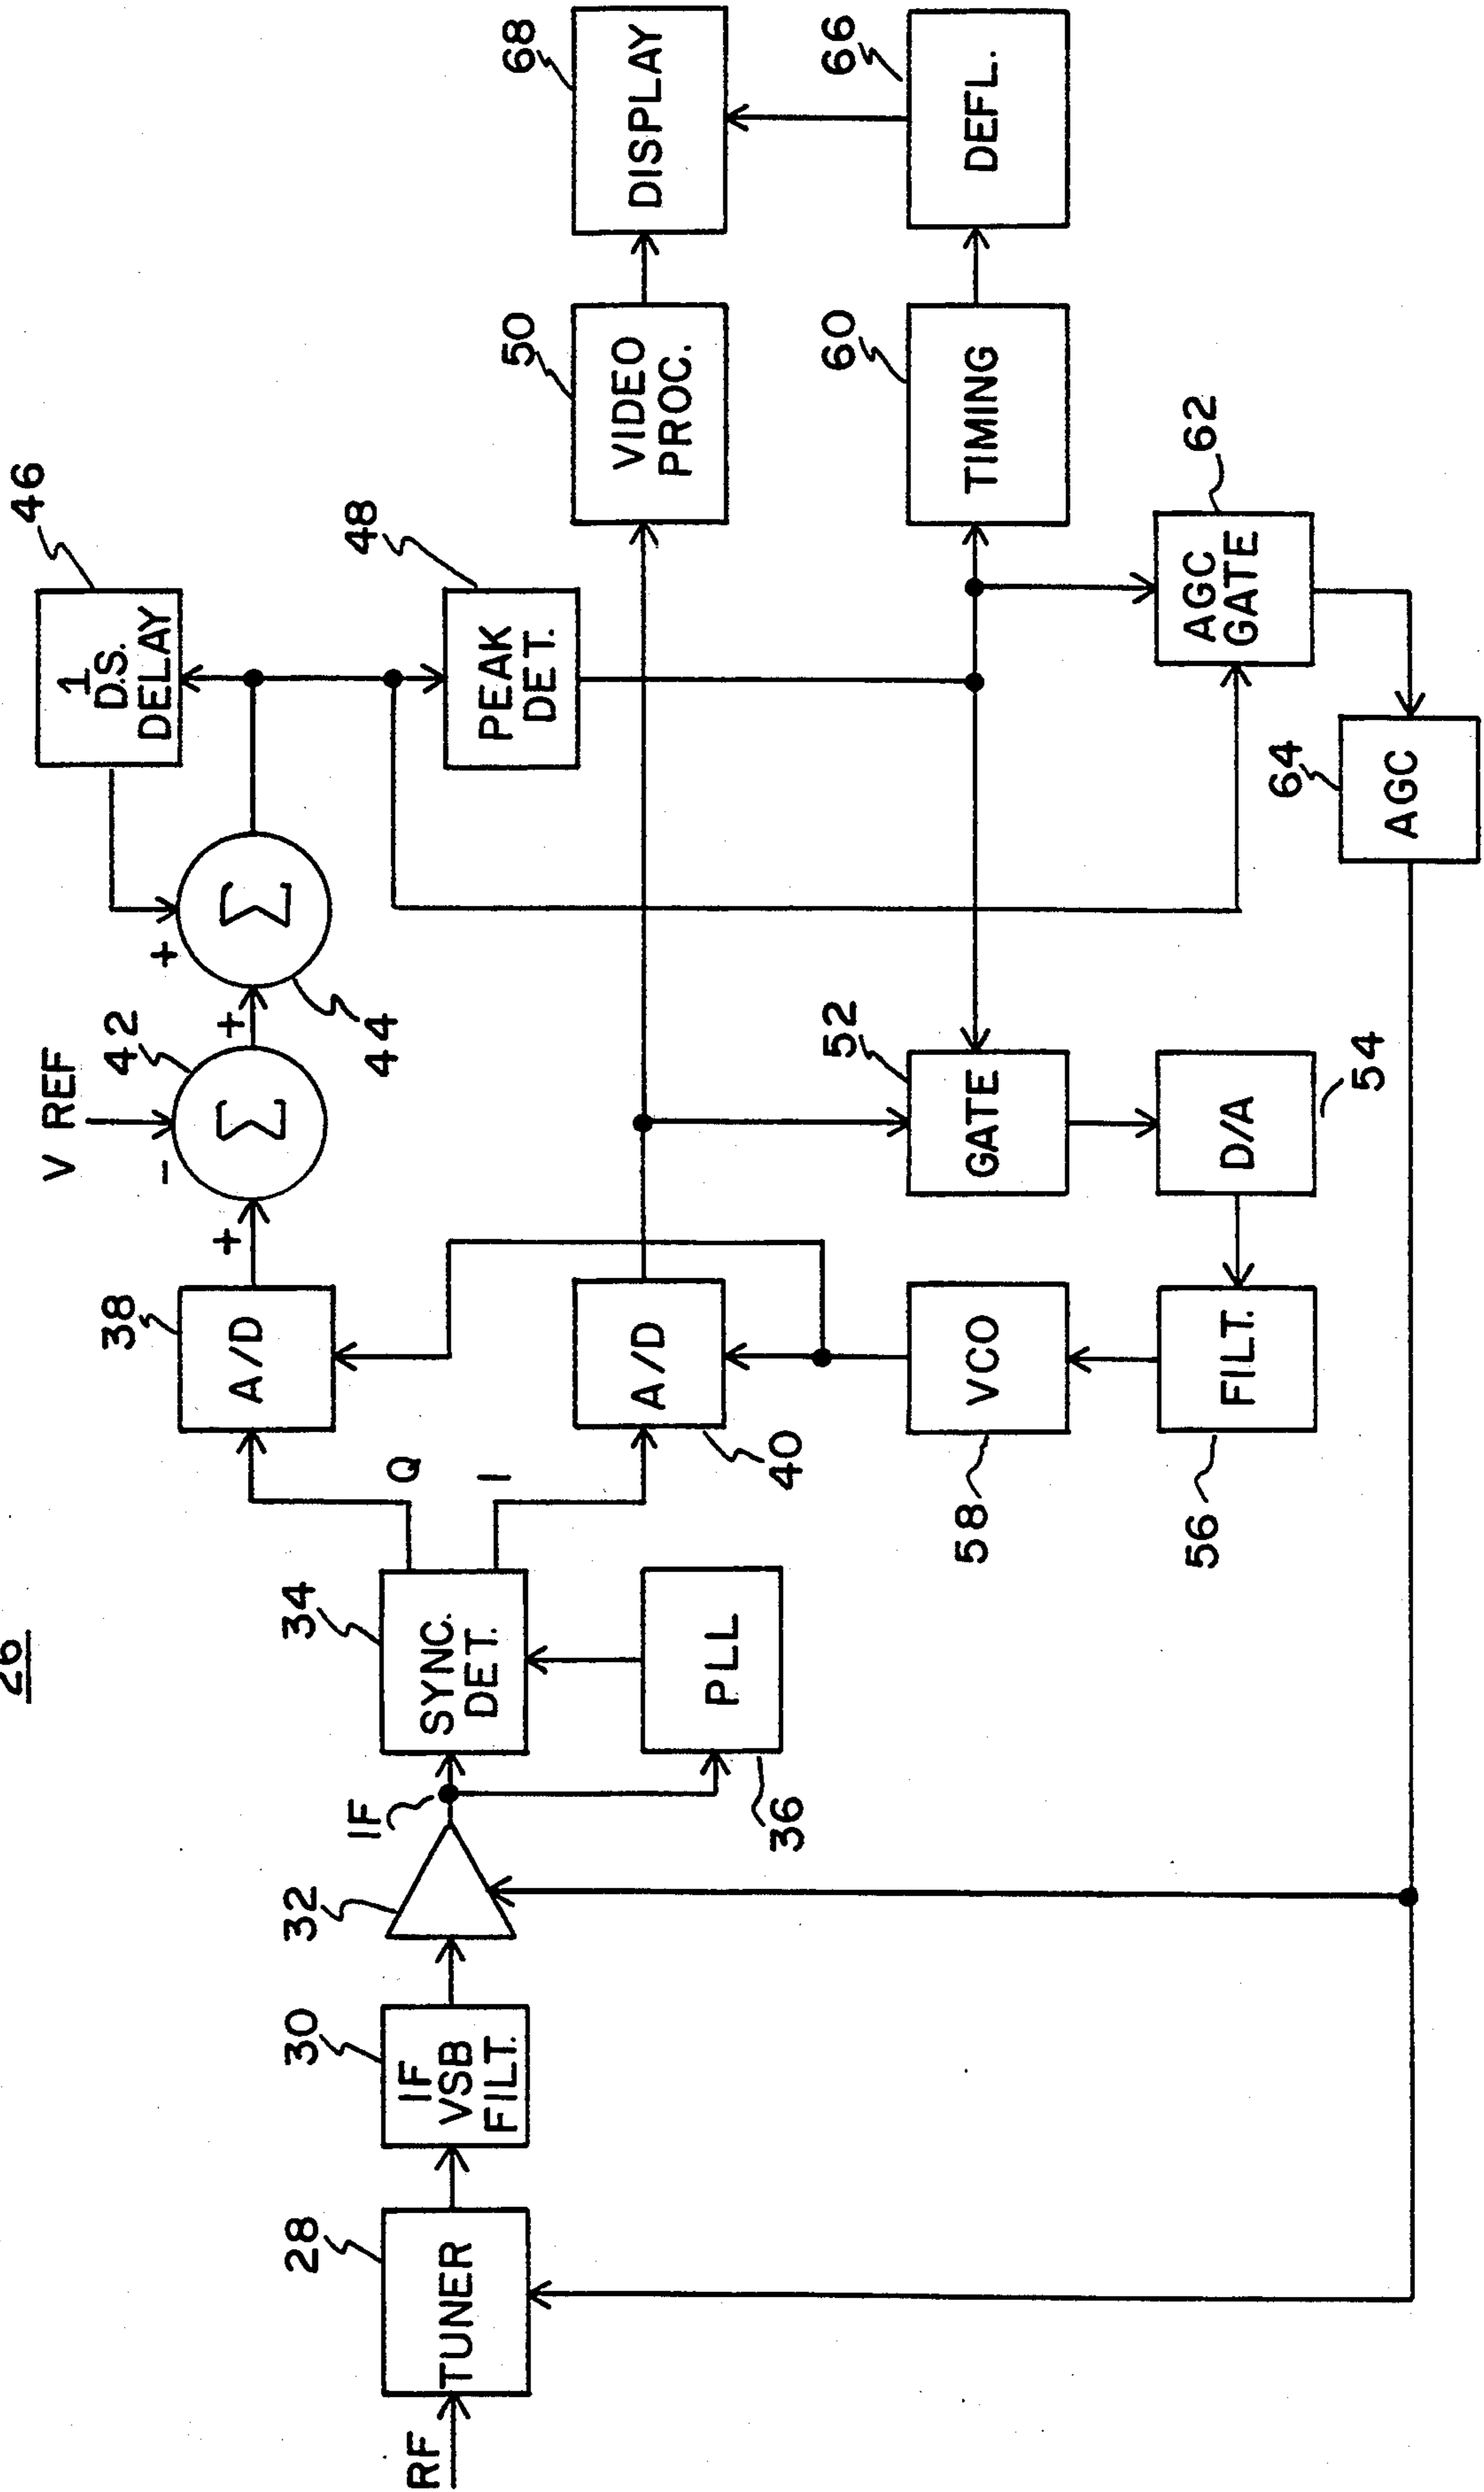 26
RF
28
TUNER
30
IF
VSB
FILT.
32
IF
34
SYNC.
DET.
36
PLL
Q
I
38
A/D
40
A/D
V REF
-
+
42
Σ
+
+
44
Σ
46
1
D.S.
DELAY
48
PEAK
DET.
50
VIDEO
PROC.
52
GATE
54
D/A
56
FILT.
58
VCO
60
TIMING
62
AGC
GATE
64
AGC
66
DEFL.
68
DISPLAY